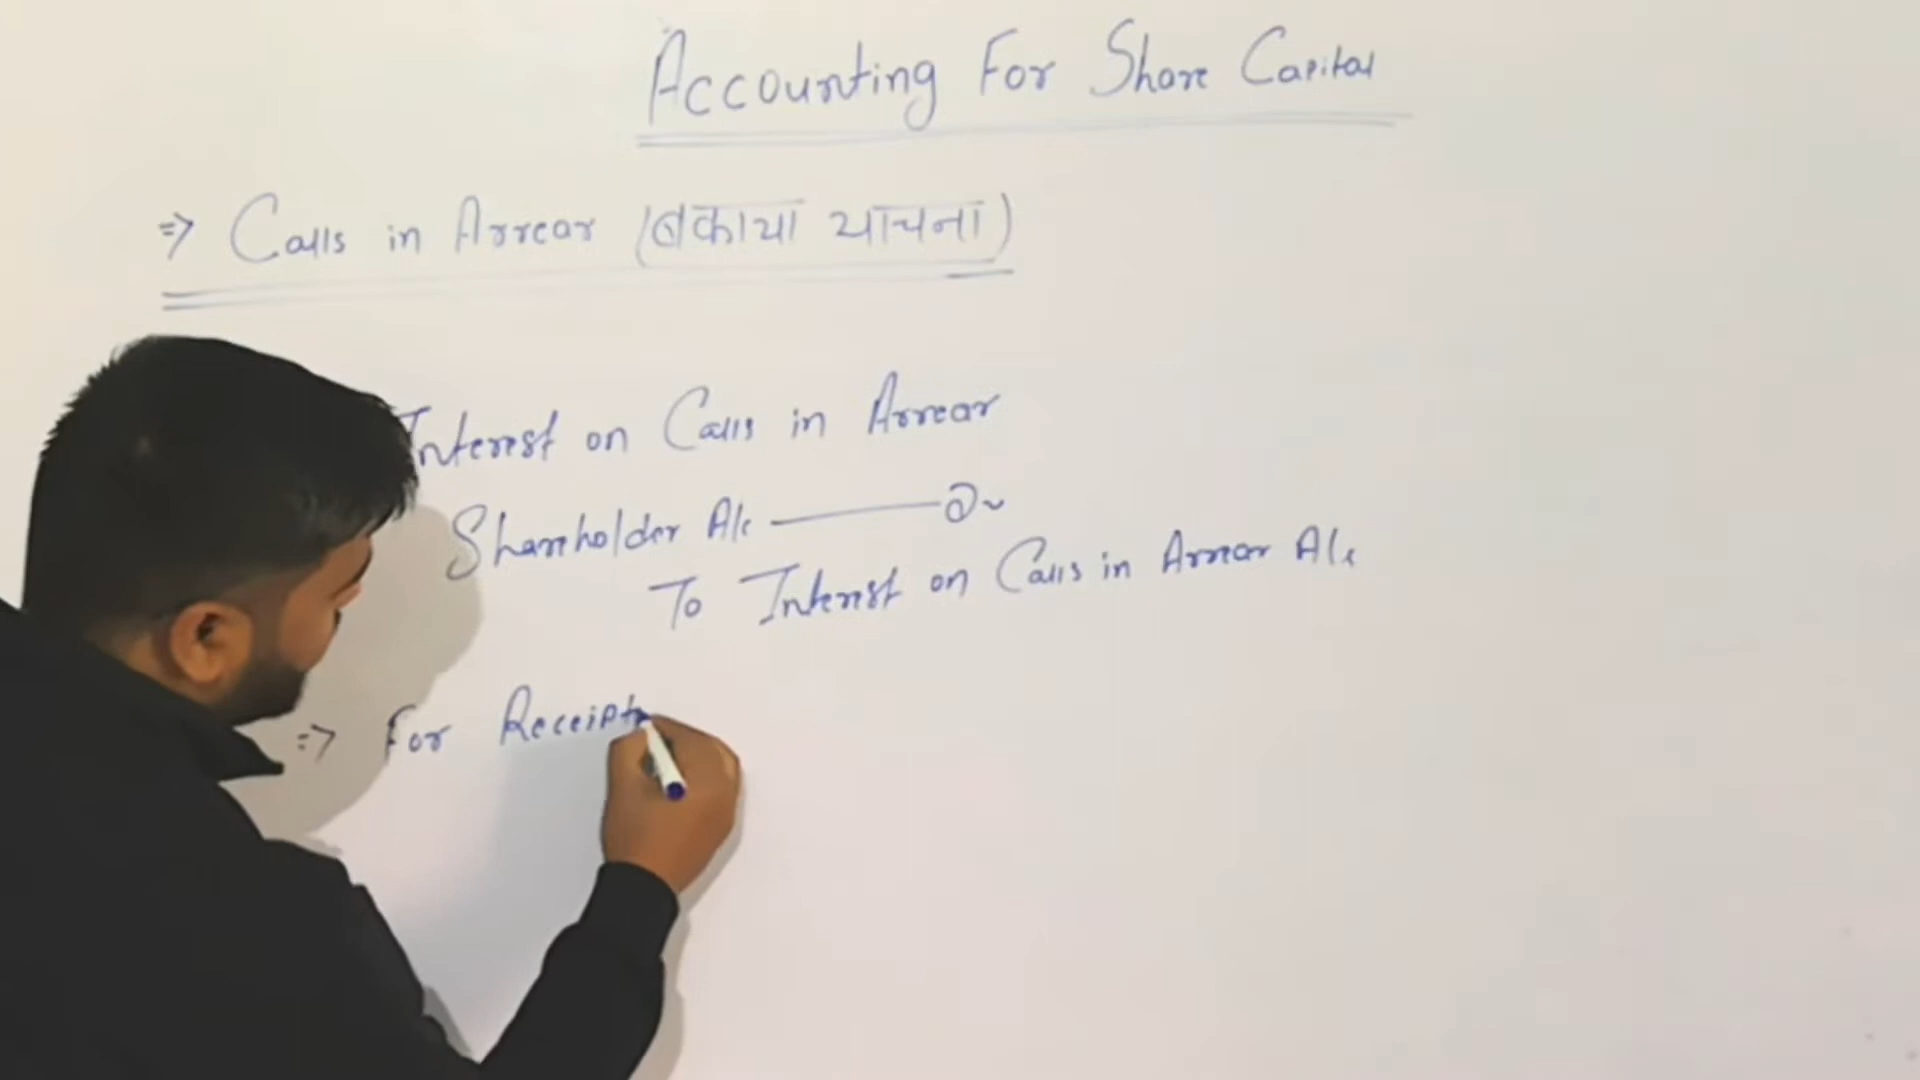 Accounting For Share Capital
⇒ Calls in Arrear (बकाया याचना)
Interest on Calls in Arrear
Shareholder A/c ——— Dr
To Interest on Calls in Arrear A/c
⇒ For Receipt